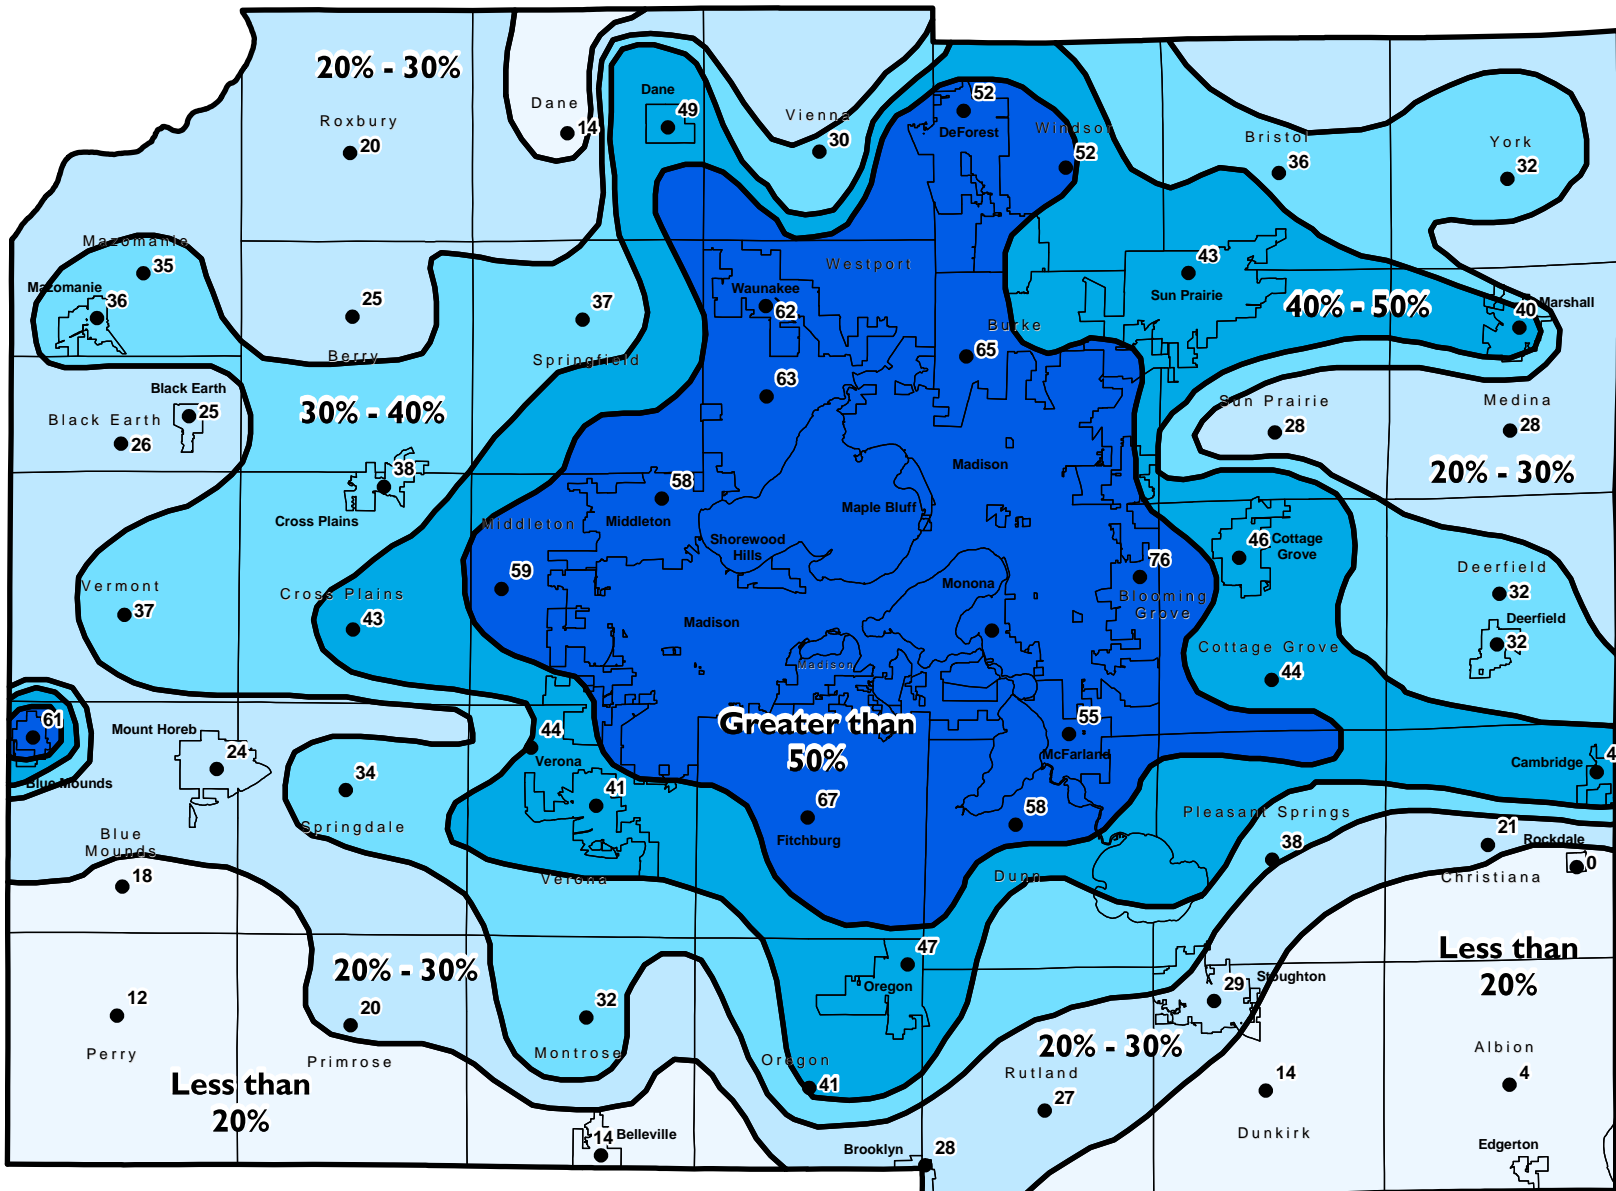 20% - 30%
Dane
Dane
49
14
Roxbury
20
Vienna
30
52
DeForest
Windsor
52
Bristol
36
York
32
Mazomanie
35
Mazomanie
36
25
Berry
37
Springfield
Westport
Waunakee
62
Burke
65
63
43
Sun Prairie
40% - 50%
Marshall
40
Black Earth
25
Black Earth
26
30% - 40%
Sun Prairie
28
Medina
28
20% - 30%
38
Cross Plains
58
Middleton
Middleton
59
Madison
Maple Bluff
Shorewood
Hills
Monona
76
Blooming
Grove
46
Cottage
Grove
Deerfield
32
Deerfield
32
Vermont
37
Cross Plains
43
Madison
Madison
Cottage Grove
44
61
Blue Mounds
Mount Horeb
24
34
Springdale
44
Verona
41
Greater than
50%
55
McFarland
67
Fitchburg
58
Cambridge
4
Pleasant Springs
38
21
Rockdale
0
Christiana
Blue
Mounds
18
Verona
Dunn
20% - 30%
12
Perry
20
Primrose
32
Montrose
47
Oregon
Oregon
41
29
Stoughton
Less than
20%
20% - 30%
Rutland
27
14
Dunkirk
Albion
4
Less than
20%
14
Belleville
Brooklyn
28
Edgerton